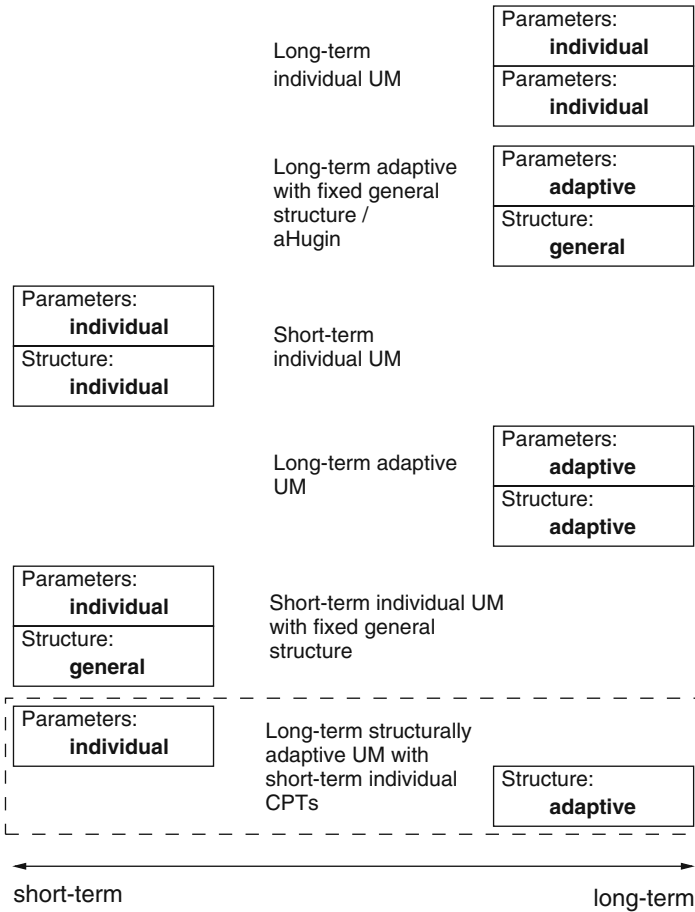 Long-term
individual UM
Parameters:
individual
Parameters:
individual
Long-term adaptive
with fixed general
structure /
aHugin
Parameters:
adaptive
Structure:
general
Parameters:
individual
Structure:
individual
Short-term
individual UM
Long-term adaptive
UM
Parameters:
adaptive
Structure:
adaptive
Parameters:
individual
Structure:
general
Short-term individual UM
with fixed general
structure
Parameters:
individual
Long-term structurally
adaptive UM with
short-term individual
CPTs
Structure:
adaptive
short-term
long-term